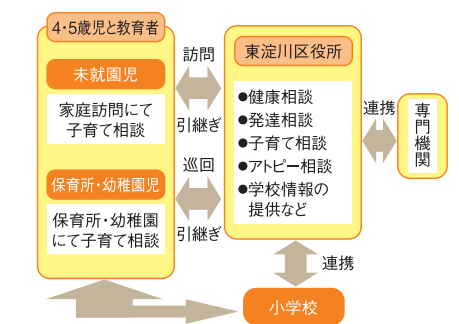 4・5歳児と教育者
未就園児
家庭訪問にて
子育て相談
保育所・幼稚園児
保育所・幼稚園
にて子育て相談
訪問
引継ぎ
巡回
引継ぎ
東淀川区役所
●健康相談
●発達相談
●子育て相談
●アトピー相談
●学校情報の
提供など
連携
専門機関
連携
小学校